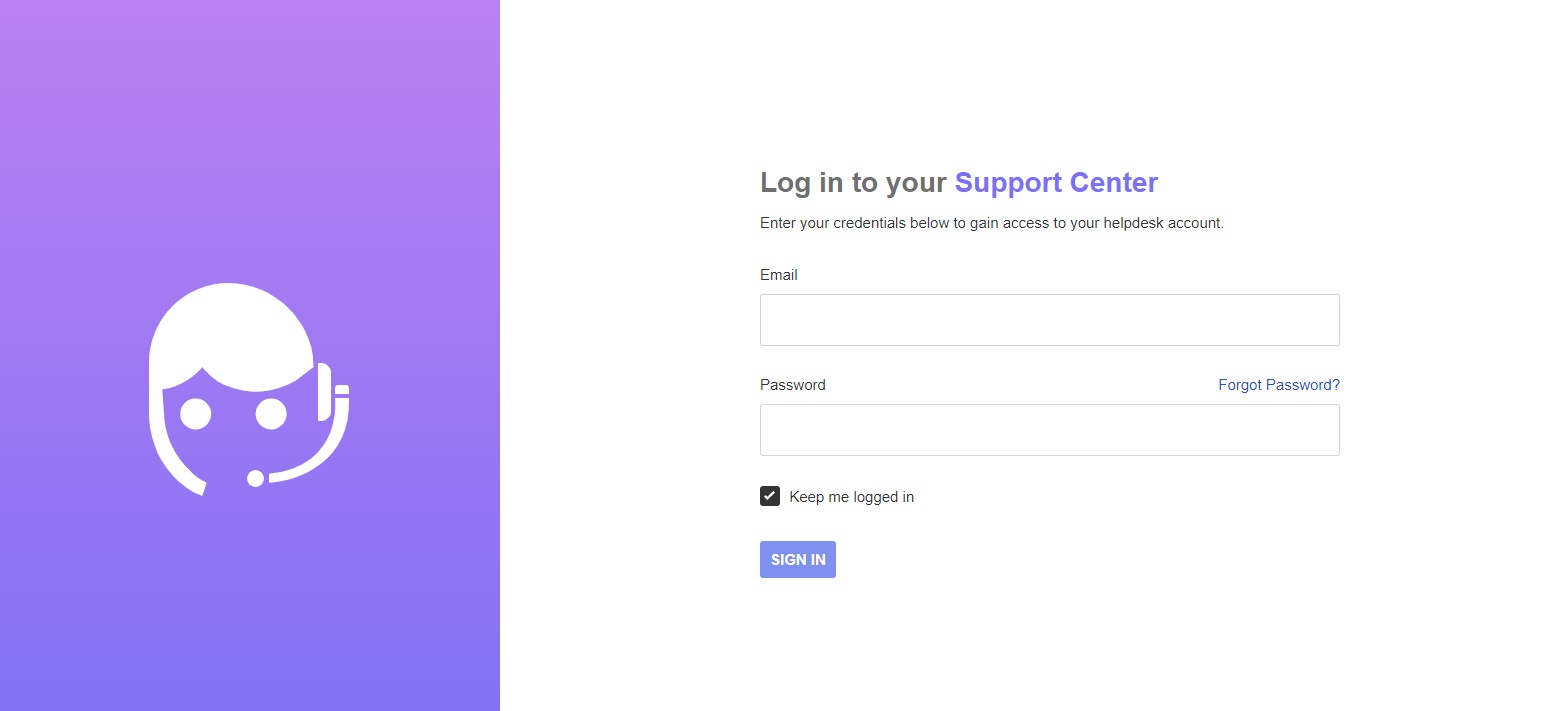 Log in to your Support Center
Enter your credentials below to gain access to your helpdesk account.
Email
Password
Forgot Password?
Keep me logged in
SIGN IN